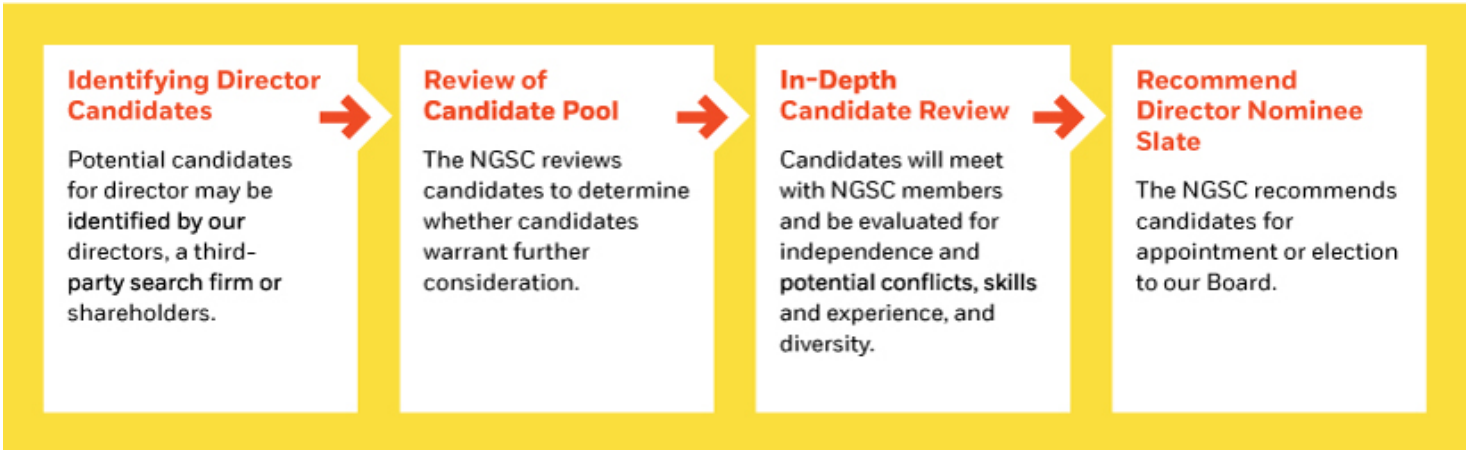 Identifying Director
Candidates
Potential candidates
for director may be
identified by our
directors, a third-
party search firm or
shareholders.
Review of
Candidate Pool
The NGSC reviews
candidates to determine
whether candidates
warrant further
consideration.
In-Depth
Candidate Review
Candidates will meet
with NGSC members
and be evaluated for
independence and
potential conflicts, skills
and experience, and
diversity.
Recommend
Director Nominee
Slate
The NGSC recommends
candidates for
appointment or election
to our Board.